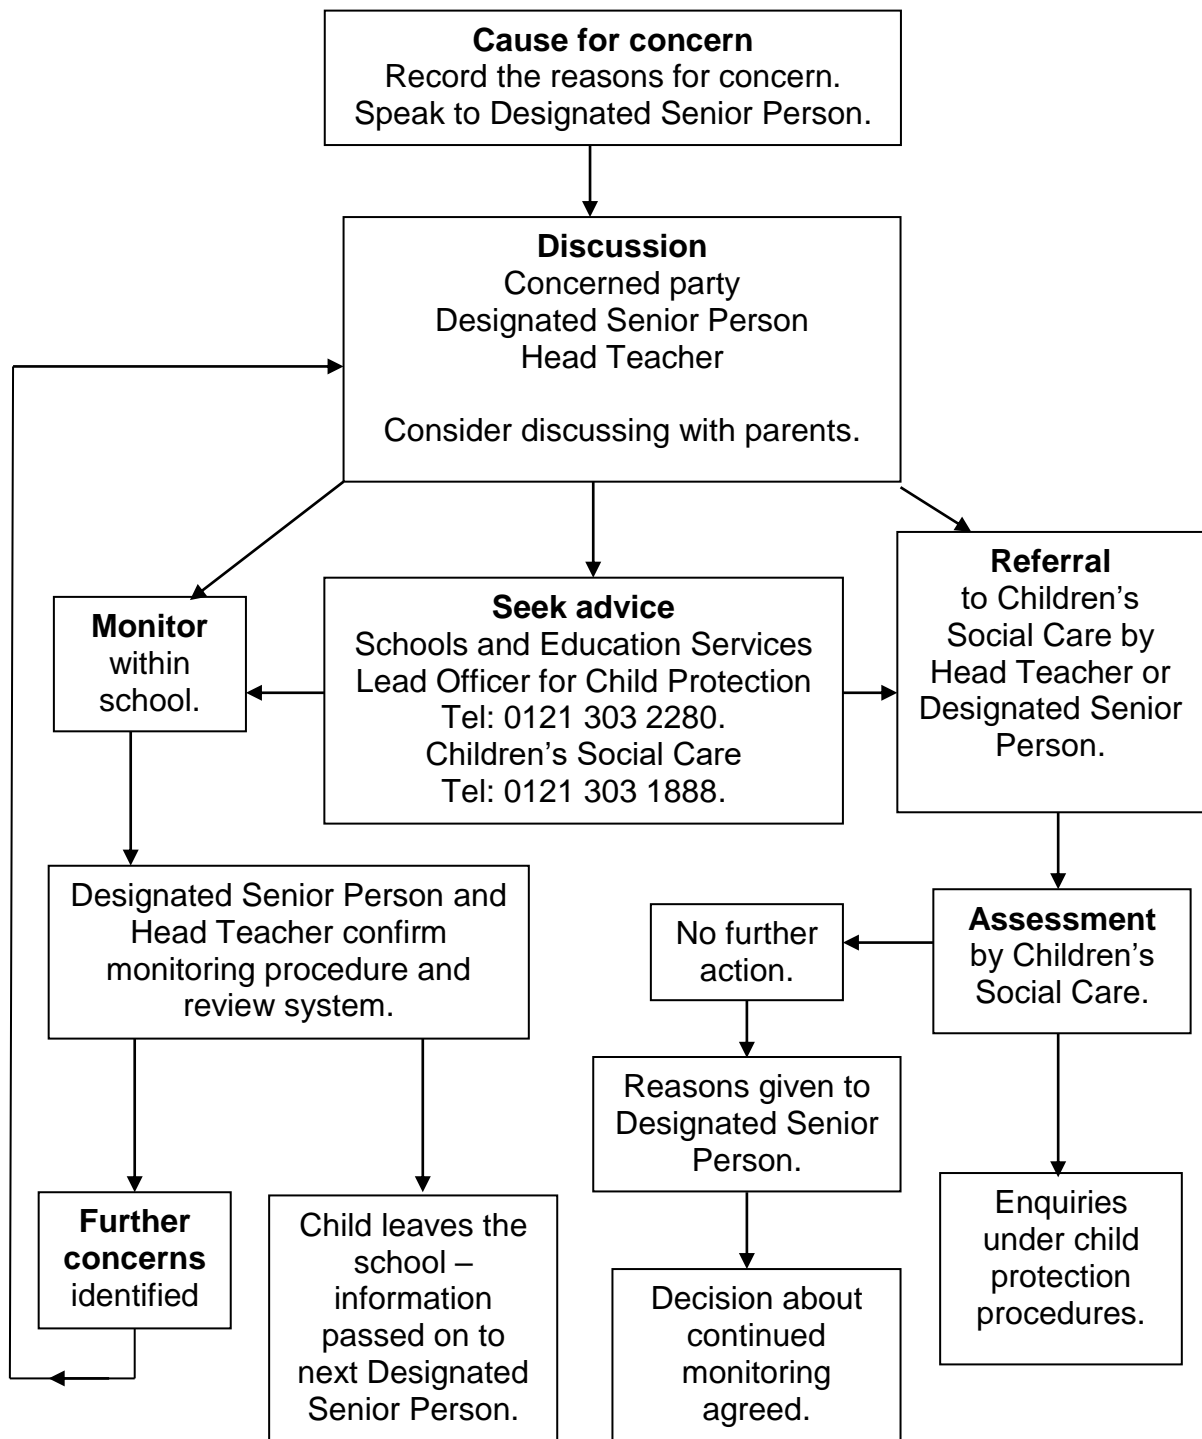 Cause for concern
Record the reasons for concern.
Speak to Designated Senior Person.
Discussion
Concerned party
Designated Senior Person
Head Teacher
Consider discussing with parents.
Monitor
within
school.
Seek advice
Schools and Education Services
Lead Officer for Child Protection
Tel: 0121 303 2280.
Children’s Social Care
Tel: 0121 303 1888.
Referral
to Children’s
Social Care by
Head Teacher or
Designated Senior
Person.
Designated Senior Person and
Head Teacher confirm
monitoring procedure and
review system.
No further
action.
Assessment
by Children’s
Social Care.
Reasons given to
Designated Senior
Person.
Further
concerns
identified
Child leaves the
school –
information
passed on to
next Designated
Senior Person.
Decision about
continued
monitoring
agreed.
Enquiries
under child
protection
procedures.